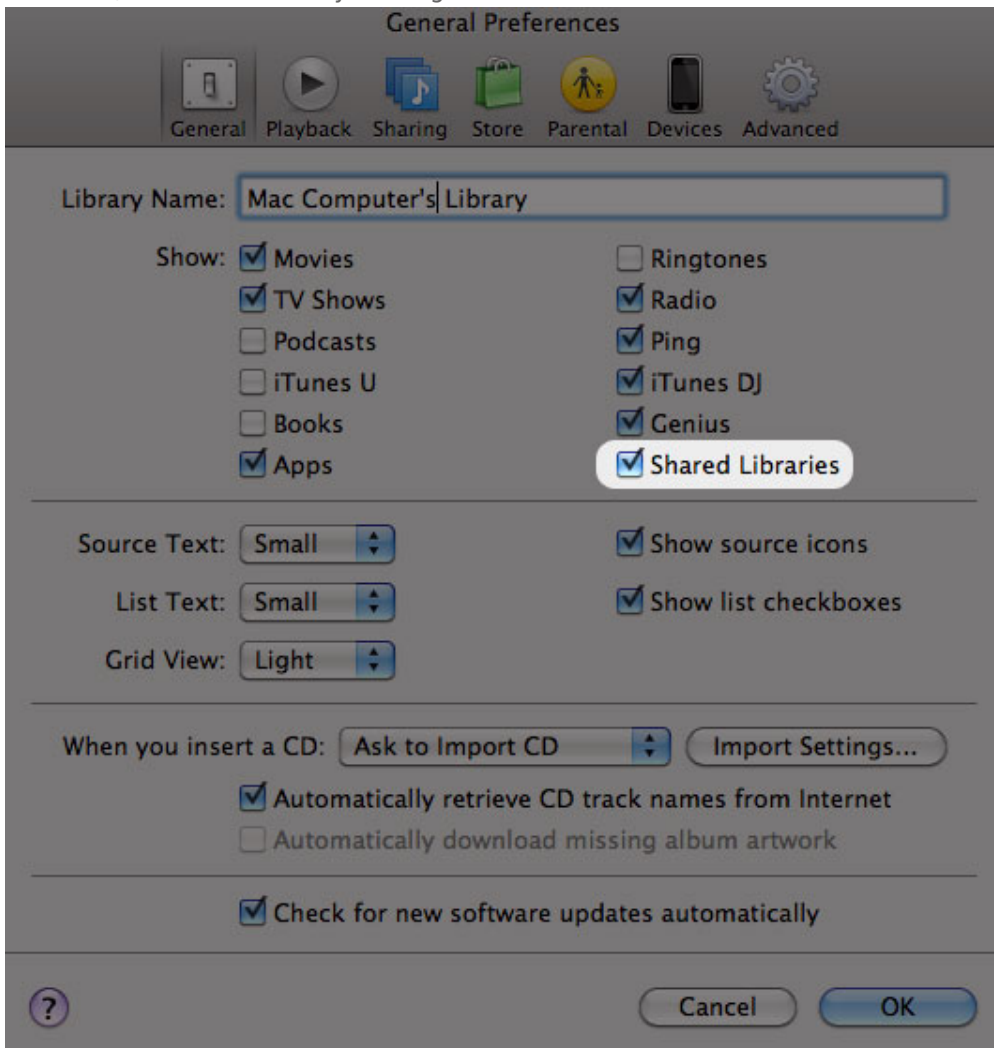 General Preferences
General Playback Sharing Store Parental Devices Advanced
Library Name: Mac Computer's Library
Show: Movies Ringtones
TV Shows Radio
Podcasts Ping
iTunes U iTunes DJ
Books Genius
Apps Shared Libraries
Source Text: Small Show source icons
List Text: Small Show list checkboxes
Grid View: Light
When you insert a CD: Ask to Import CD Import Settings...
Automatically retrieve CD track names from Internet
Automatically download missing album artwork
Check for new software updates automatically
? Cancel OK